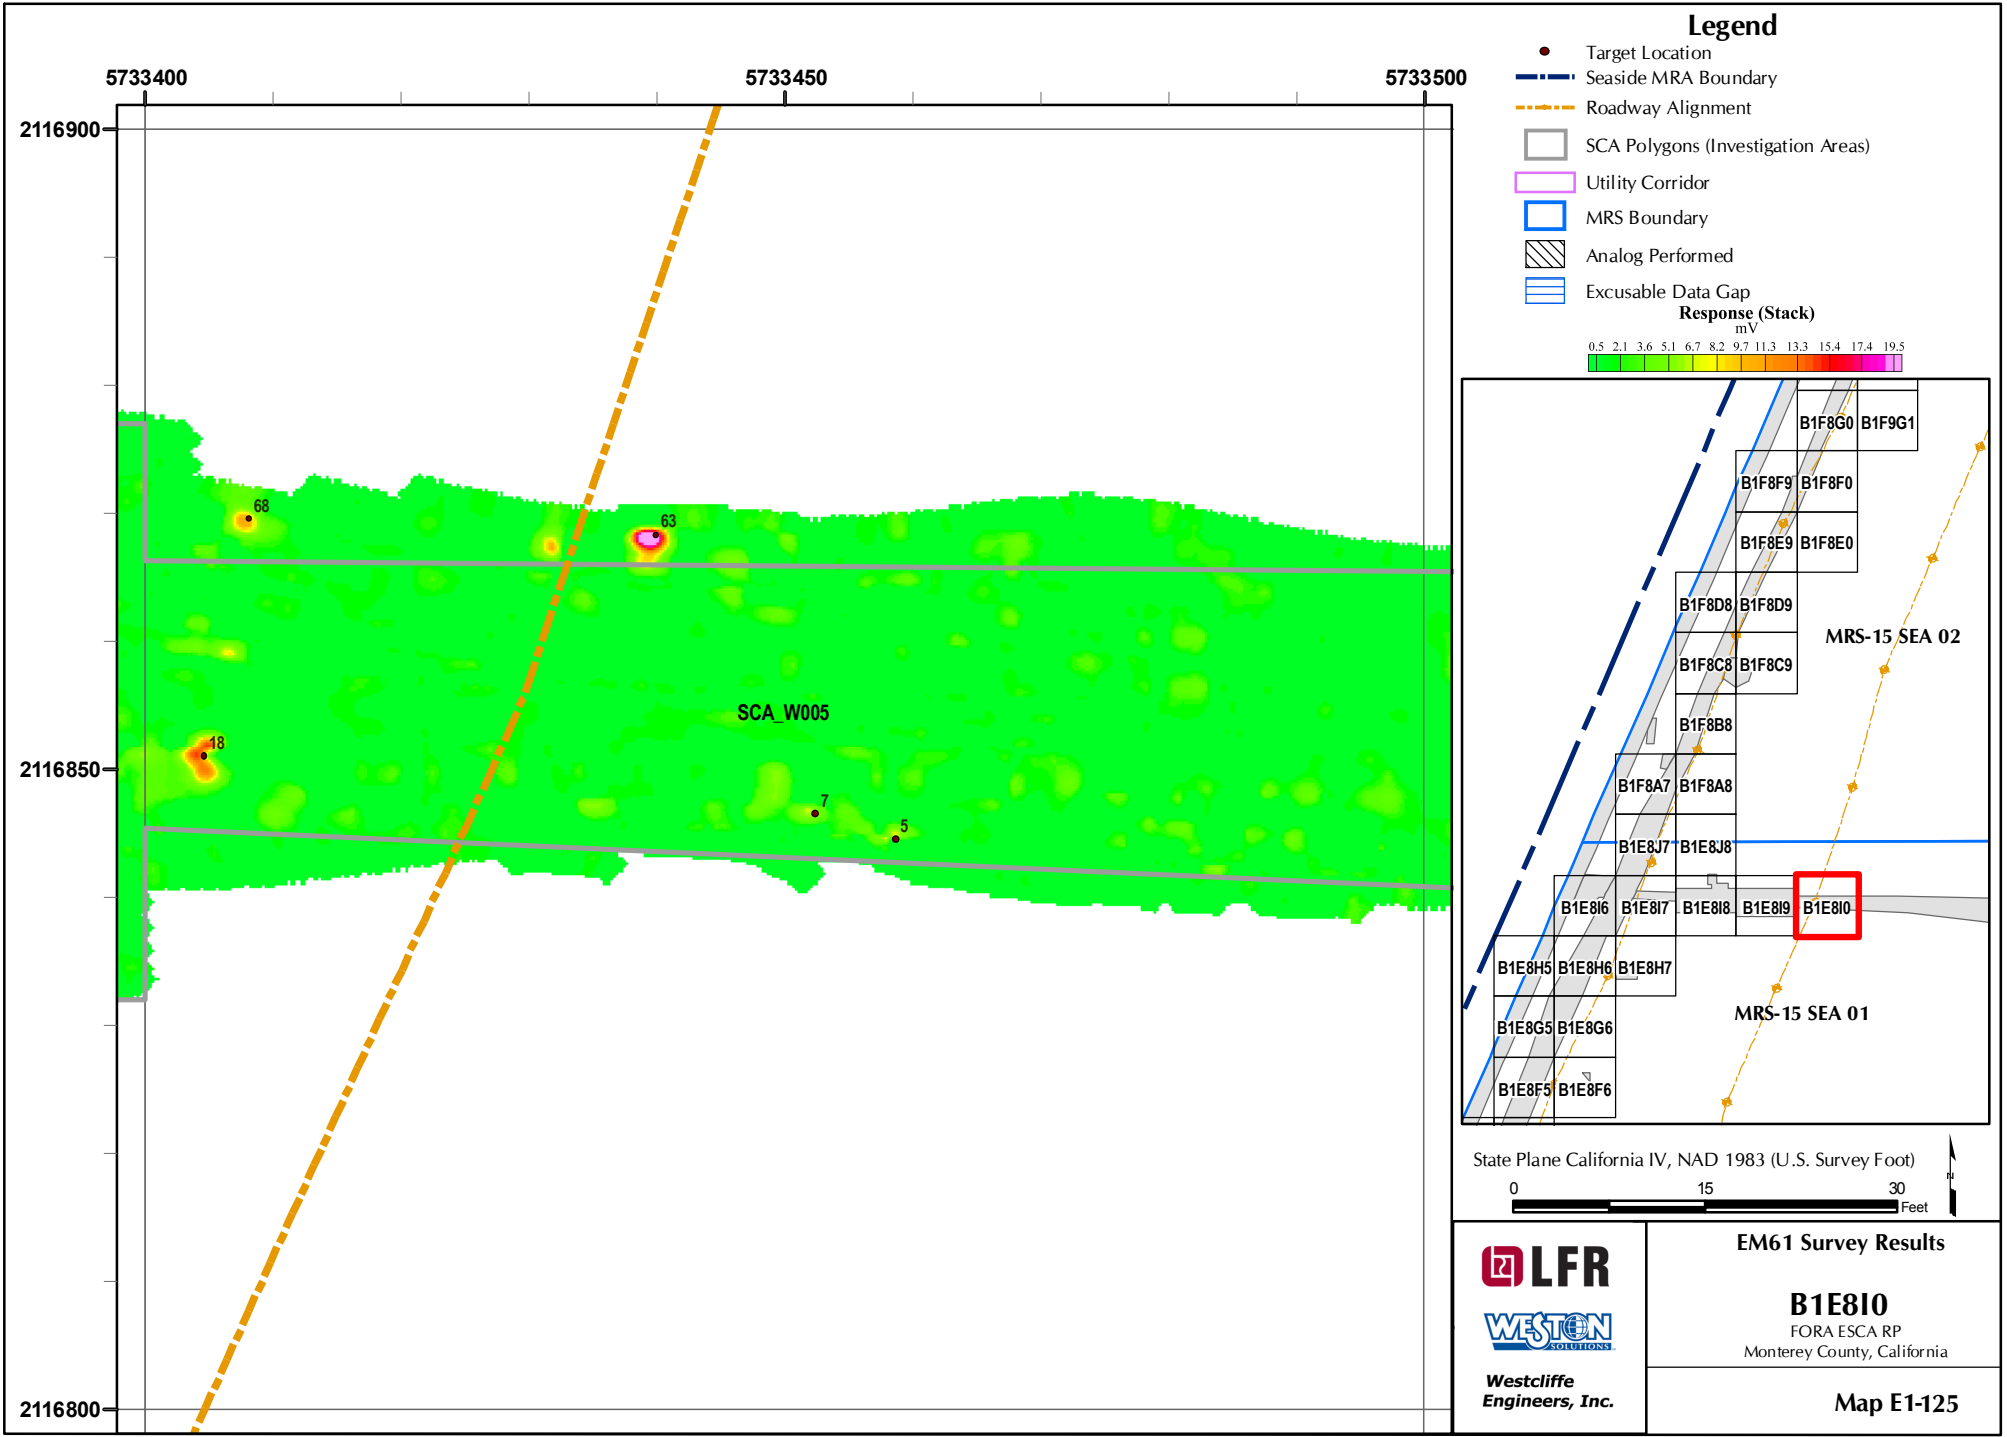 Legend
Target Location
Seaside MRA Boundary
Roadway Alignment
SCA Polygons (Investigation Areas)
Utility Corridor
MRS Boundary
Analog Performed
Excusable Data Gap
Response (Stack)
mV
0.5 2.1 3.6 5.1 6.7 8.2 9.7 11.3 13.3 15.4 17.4 19.5
5733400 5733450 5733500
2116900
68
63
SCA_W005
18
2116850
7
5
2116800
B1F8G0 B1F9G1
B1F8F9 B1F8F0
B1F8E9 B1F8E0
B1F8D8 B1F8D9
MRS-15 SEA 02
B1F8C8 B1F8C9
B1F8B8
B1F8A7 B1F8A8
B1E8J7 B1E8J8
B1E8I6 B1E8I7 B1E8I8 B1E8I9 B1E8I0
B1E8H5 B1E8H6 B1E8H7
MRS-15 SEA 01
B1E8G5 B1E8G6
B1E8F5 B1E8F6
State Plane California IV, NAD 1983 (U.S. Survey Foot)
N
0 15 30
Feet
LFR
WESTON
SOLUTIONS
Westcliffe
Engineers, Inc.
EM61 Survey Results
B1E8I0
FORA ESCA RP
Monterey County, California
Map E1-125